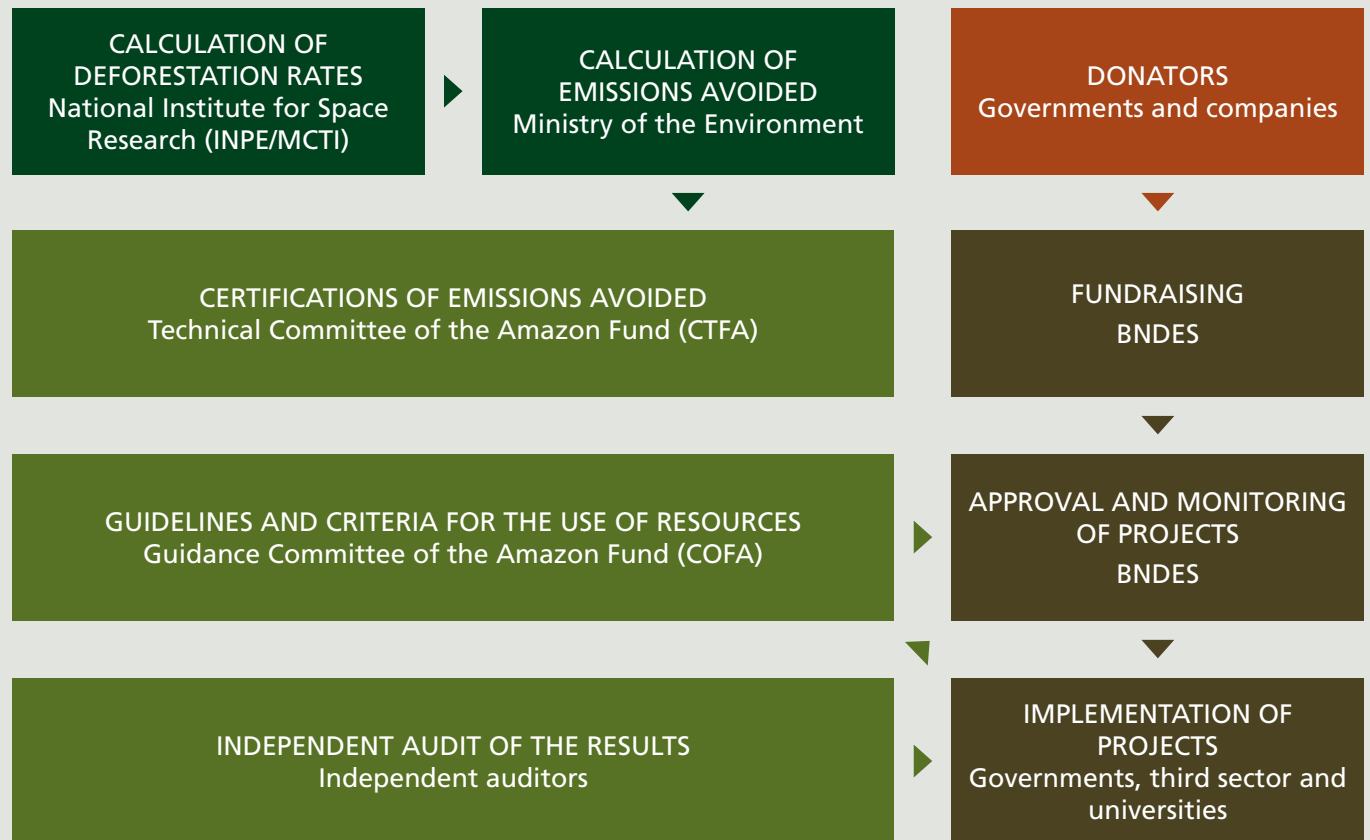 CALCULATION OF
DEFORESTATION RATES
National Institute for Space
Research (INPE/MCTI)
CALCULATION OF
EMISSIONS AVOIDED
Ministry of the Environment
DONATORS
Governments and companies
CERTIFICATIONS OF EMISSIONS AVOIDED
Technical Committee of the Amazon Fund (CTFA)
FUNDRAISING
BNDES
GUIDELINES AND CRITERIA FOR THE USE OF RESOURCES
Guidance Committee of the Amazon Fund (COFA)
APPROVAL AND MONITORING
OF PROJECTS
BNDES
INDEPENDENT AUDIT OF THE RESULTS
Independent auditors
IMPLEMENTATION OF
PROJECTS
Governments, third sector and
universities